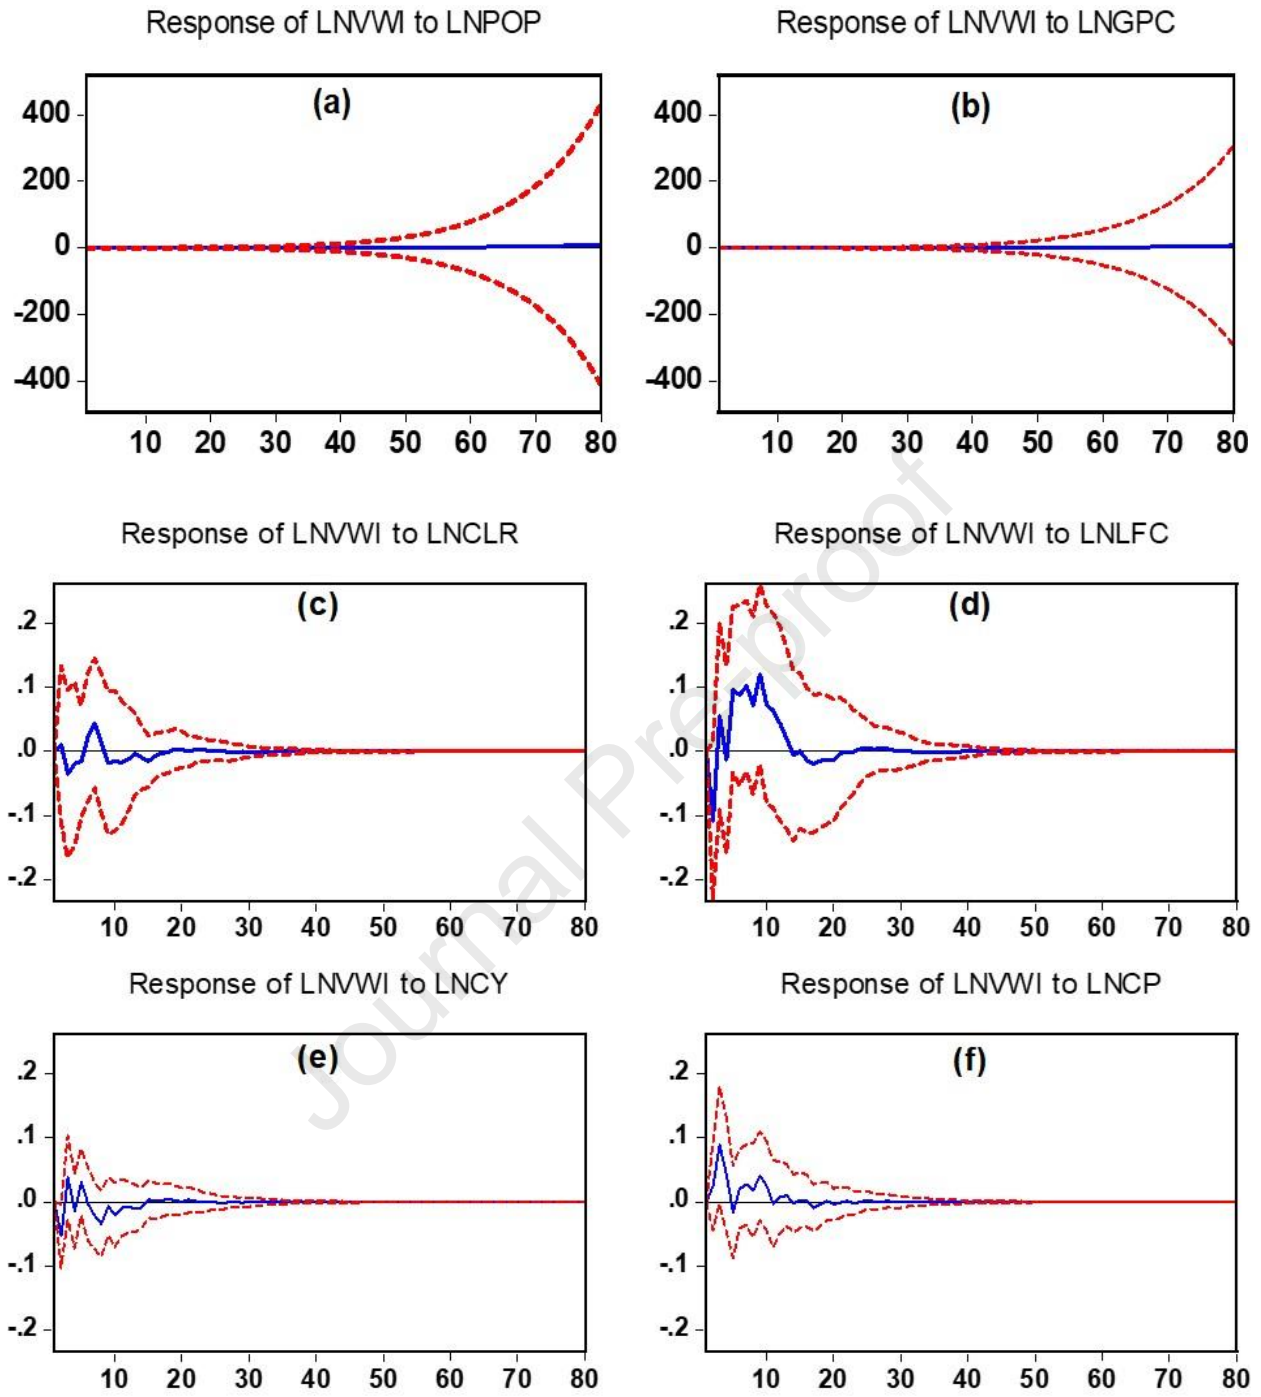 Response of LNVWI to LNPOP
Response of LNVWI to LNGPC
(a)
400
200
0
-200
-400
10 20 30 40 50 60 70 80
(b)
400
200
0
-200
-400
10 20 30 40 50 60 70 80
Response of LNVWI to LNCLR
Response of LNVWI to LNLFC
(c)
.2
.1
.0
-.1
-.2
10 20 30 40 50 60 70 80
(d)
.2
.1
.0
-.1
-.2
10 20 30 40 50 60 70 80
Response of LNVWI to LNCY
Response of LNVWI to LNCP
(e)
.2
.1
.0
-.1
-.2
10 20 30 40 50 60 70 80
(f)
.2
.1
.0
-.1
-.2
10 20 30 40 50 60 70 80
Journal Pre-proof